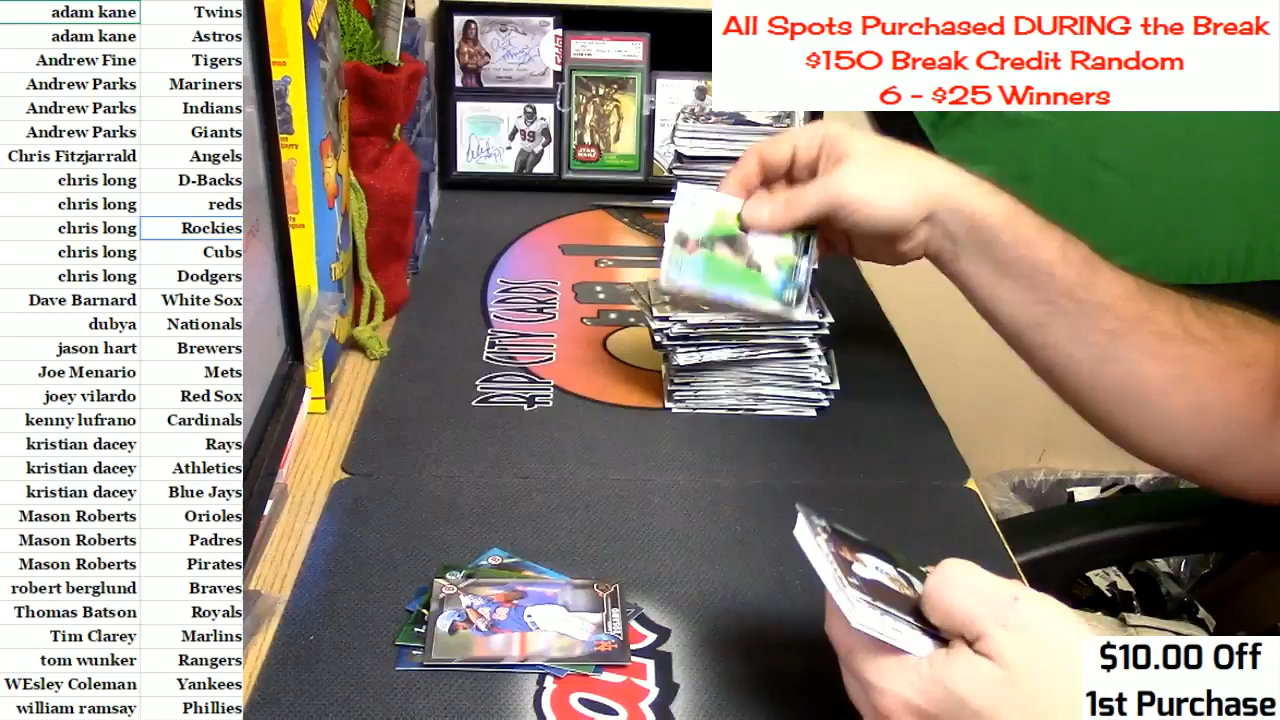 adam kane Twins
adam kane Astros
Andrew Fine Tigers
Andrew Parks Mariners
Andrew Parks Indians
Andrew Parks Giants
Chris Fitzjarrald Angels
chris long D-Backs
chris long reds
chris long Rockies
chris long Cubs
chris long Dodgers
Dave Barnard White Sox
dubya Nationals
jason hart Brewers
Joe Menario Mets
joey vilardo Red Sox
kenny lufrano Cardinals
kristian dacey Rays
kristian dacey Athletics
kristian dacey Blue Jays
Mason Roberts Orioles
Mason Roberts Padres
Mason Roberts Pirates
robert berglund Braves
Thomas Batson Royals
Tim Clarey Marlins
tom wunker Rangers
WEsley Coleman Yankees
william ramsay Phillies
All Spots Purchased DURING the Break
$150 Break Credit Random
6 - $25 Winners
STAR WARS
99
RIP CITY CARDS
$10.00 Off
1st Purchase